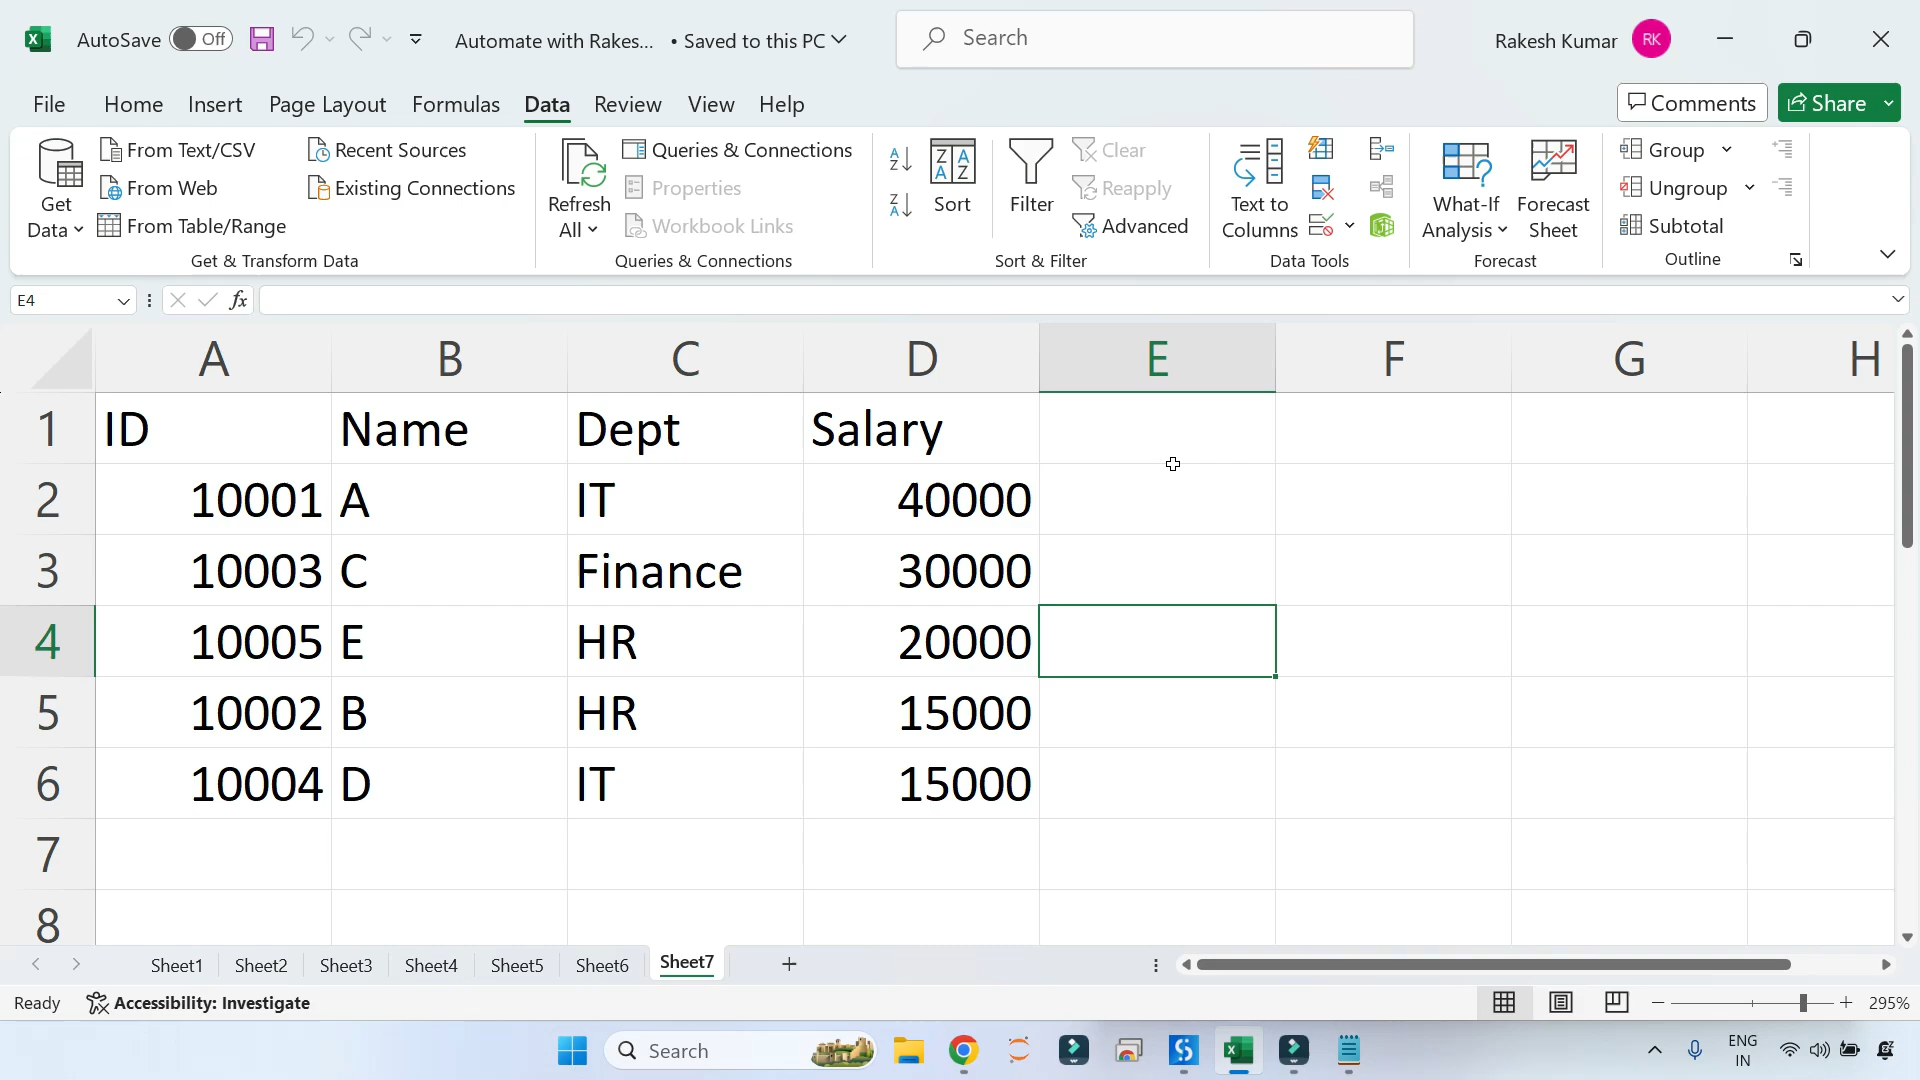 AutoSave Off Automate with Rakes... • Saved to this PC Search Rakesh Kumar RK
File Home Insert Page Layout Formulas Data Review View Help Comments Share
Get Data
From Text/CSV
From Web
From Table/Range
Recent Sources
Existing Connections
Get & Transform Data
Refresh All
Queries & Connections
Properties
Workbook Links
Queries & Connections
Sort
Filter
Clear
Reapply
Advanced
Sort & Filter
Text to Columns
Data Tools
What-If Analysis
Forecast Sheet
Forecast
Group
Ungroup
Subtotal
Outline
E4 fx
A B C D E F G H
1 ID Name Dept Salary
2 10001 A IT 40000
3 10003 C Finance 30000
4 10005 E HR 20000
5 10002 B HR 15000
6 10004 D IT 15000
7
8
Sheet1 Sheet2 Sheet3 Sheet4 Sheet5 Sheet6 Sheet7
Ready Accessibility: Investigate 295%
Search ENG
IN